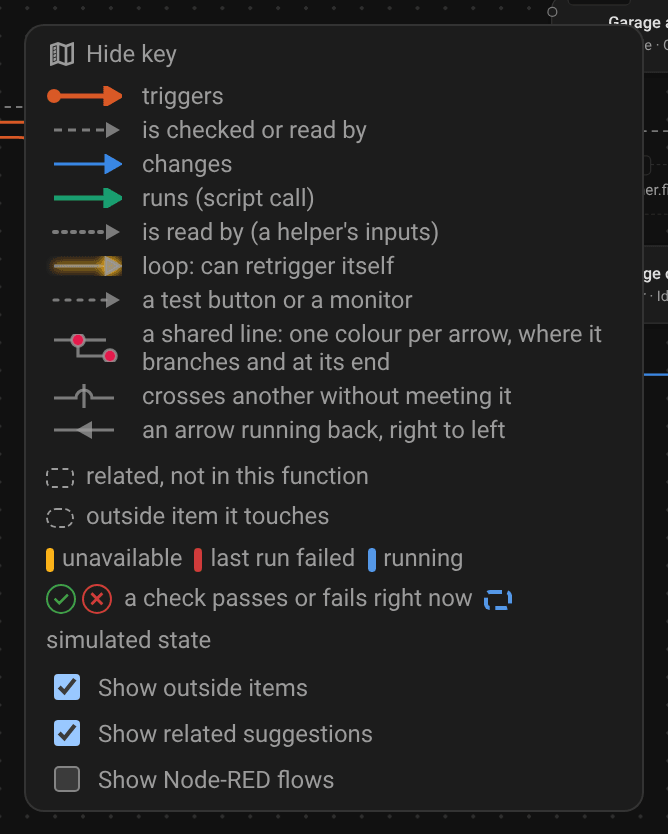 Garage a
Hide key
e · C
triggers
is checked or read by
changes
runs (script call)
er.fi
is read by (a helper's inputs)
loop: can retrigger itself
ge c
· Id
a test button or a monitor
a shared line: one colour per arrow, where it
branches and at its end
crosses another without meeting it
an arrow running back, right to left
related, not in this function
outside item it touches
unavailable last run failed running
a check passes or fails right now
simulated state
Show outside items
Show related suggestions
Show Node-RED flows